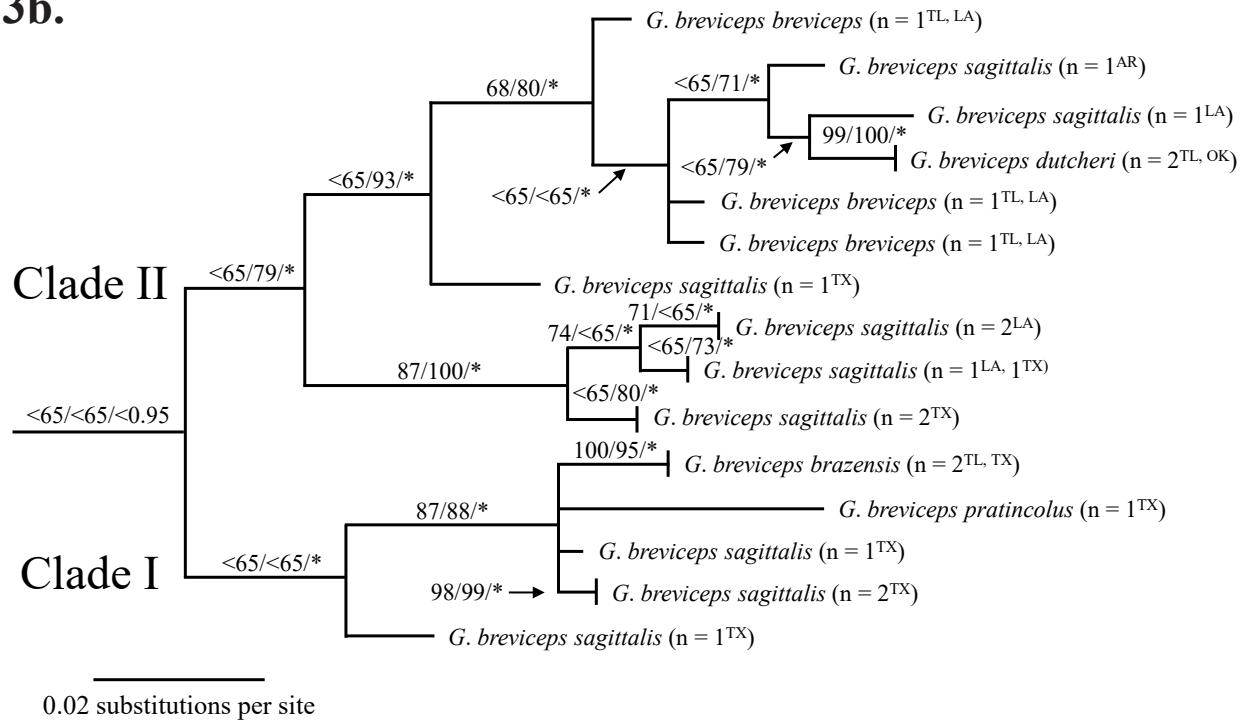 3b.
G. breviceps breviceps (n = 1TL, LA)
G. breviceps sagittalis (n = 1AR)
<65/71/*
68/80/*
G. breviceps sagittalis (n = 1LA)
99/100/*
G. breviceps dutcheri (n = 2TL, OK)
<65/79/*
<65/93/*
<65/<65/*
G. breviceps breviceps (n = 1TL, LA)
G. breviceps breviceps (n = 1TL, LA)
Clade II
<65/79/*
G. breviceps sagittalis (n = 1TX)
71/<65/*
G. breviceps sagittalis (n = 2LA)
74/<65/*
<65/73/*
G. breviceps sagittalis (n = 1LA, 1TX)
87/100/*
<65/80/*
<65/<65/<0.95
G. breviceps sagittalis (n = 2TX)
100/95/*
G. breviceps brazensis (n = 2TL, TX)
87/88/*
G. breviceps pratincolus (n = 1TX)
G. breviceps sagittalis (n = 1TX)
Clade I
<65/<65/*
98/99/*
G. breviceps sagittalis (n = 2TX)
G. breviceps sagittalis (n = 1TX)
0.02 substitutions per site